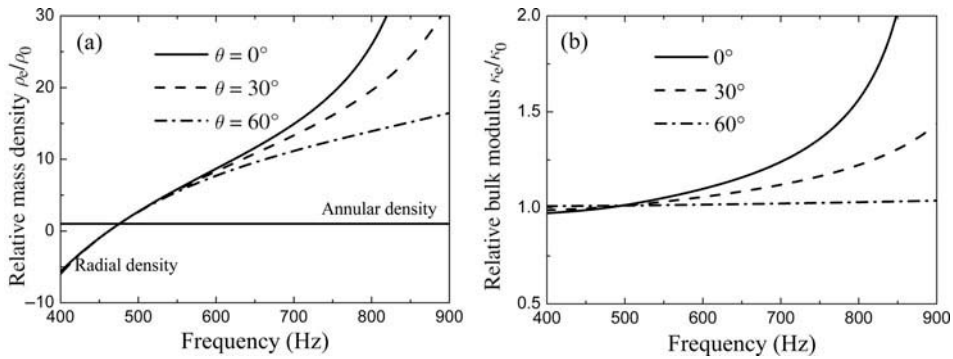 Relative mass density ρe/ρ0
30
20
10
0
−10
(a)
θ = 0°
θ = 30°
θ = 60°
Annular density
Radial density
400 500 600 700 800 900
Frequency (Hz)
Relative bulk modulus κe/κ0
2.0
1.5
1.0
0.5
(b)
0°
30°
60°
400 500 600 700 800 900
Frequency (Hz)